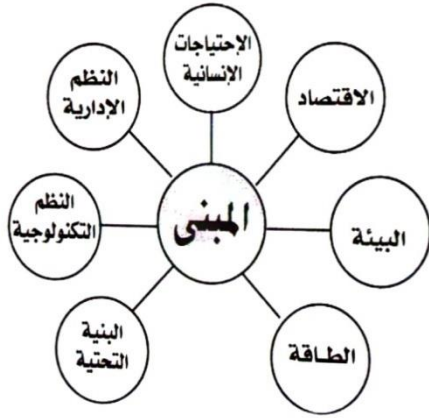 الإحتياجات
الإنسانية
الاقتصاد
البيئة
الطاقة
البنية
التحتية
النظم
التكنولوجية
النظم
الإدارية
المبنى